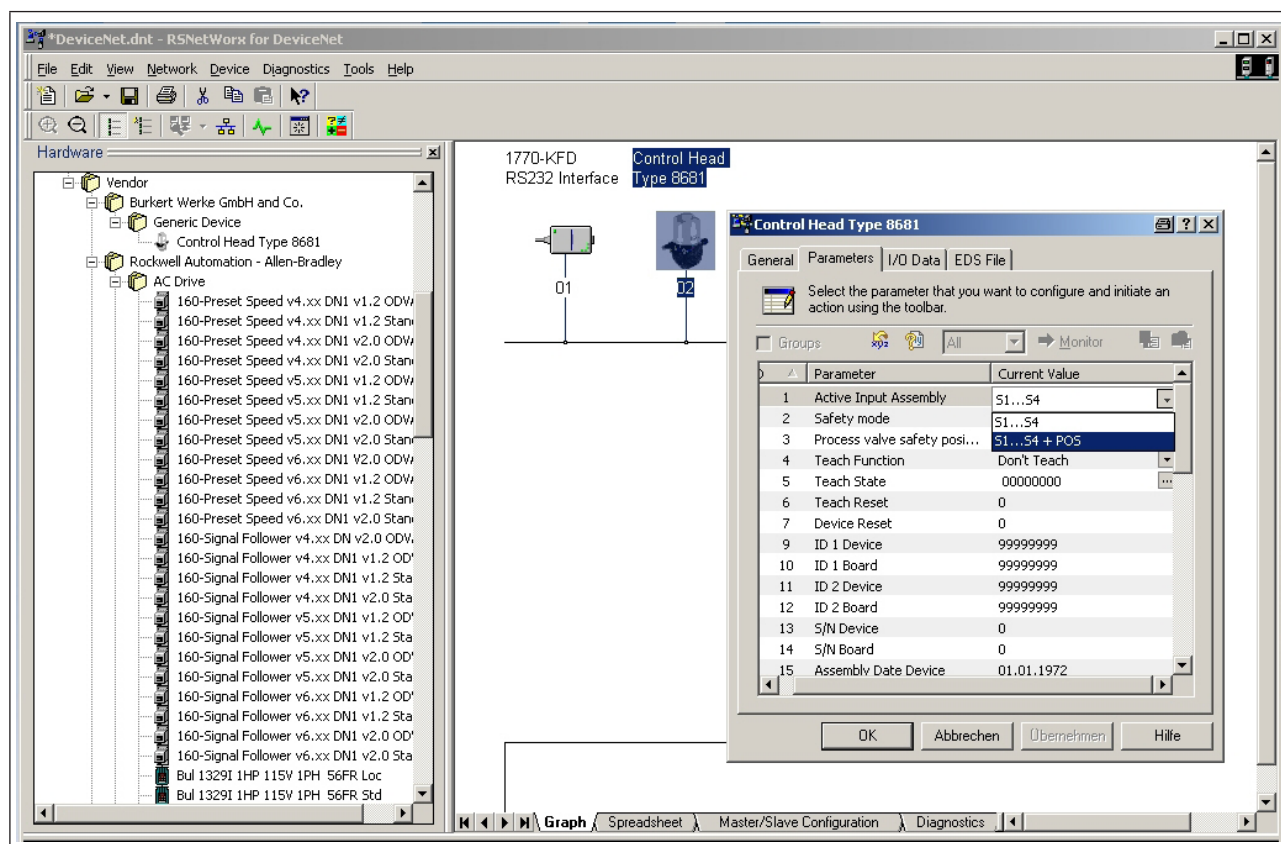 *DeviceNet.dnt - RSNetWorx for DeviceNet
File Edit View Network Device Diagnostics Tools Help
Hardware
Vendor
Burkert Werke GmbH and Co.
Generic Device
Control Head Type 8681
Rockwell Automation - Allen-Bradley
AC Drive
160-Preset Speed v4.xx DN1 v1.2 ODV
160-Preset Speed v4.xx DN1 v1.2 Stan
160-Preset Speed v4.xx DN1 v2.0 ODV
160-Preset Speed v4.xx DN1 v2.0 Stan
160-Preset Speed v5.xx DN1 v1.2 ODV
160-Preset Speed v5.xx DN1 v1.2 Stan
160-Preset Speed v5.xx DN1 v2.0 ODV
160-Preset Speed v5.xx DN1 v2.0 Stan
160-Preset Speed v6.xx DN1 V2.0 ODV
160-Preset Speed v6.xx DN1 v1.2 ODV
160-Preset Speed v6.xx DN1 v1.2 Stan
160-Preset Speed v6.xx DN1 v2.0 Stan
160-Signal Follower v4.xx DN v2.0 ODV
160-Signal Follower v4.xx DN1 v1.2 OD
160-Signal Follower v4.xx DN1 v1.2 Sta
160-Signal Follower v4.xx DN1 v2.0 Sta
160-Signal Follower v5.xx DN1 v1.2 OD
160-Signal Follower v5.xx DN1 v1.2 Sta
160-Signal Follower v5.xx DN1 v2.0 OD
160-Signal Follower v5.xx DN1 v2.0 Sta
160-Signal Follower v6.xx DN1 v1.2 OD
160-Signal Follower v6.xx DN1 v1.2 Sta
160-Signal Follower v6.xx DN1 v2.0 OD
160-Signal Follower v6.xx DN1 v2.0 Sta
Bul 1329I 1HP 115V 1PH 56FR Loc
Bul 1329I 1HP 115V 1PH 56FR Std
1770-KFD
RS232 Interface
Control Head
Type 8681
01
02
Control Head Type 8681
General Parameters I/O Data EDS File
Select the parameter that you want to configure and initiate an
action using the toolbar.
Groups All Monitor
Parameter Current Value
1 Active Input Assembly S1...S4
2 Safety mode S1...S4
3 Process valve safety posi... S1...S4 + POS
4 Teach Function Don't Teach
5 Teach State 00000000 ...
6 Teach Reset 0
7 Device Reset 0
9 ID 1 Device 99999999
10 ID 1 Board 99999999
11 ID 2 Device 99999999
12 ID 2 Board 99999999
13 S/N Device 0
14 S/N Board 0
15 Assembly Date Device 01.01.1972
OK Abbrechen Übernehmen Hilfe
Graph Spreadsheet Master/Slave Configuration Diagnostics